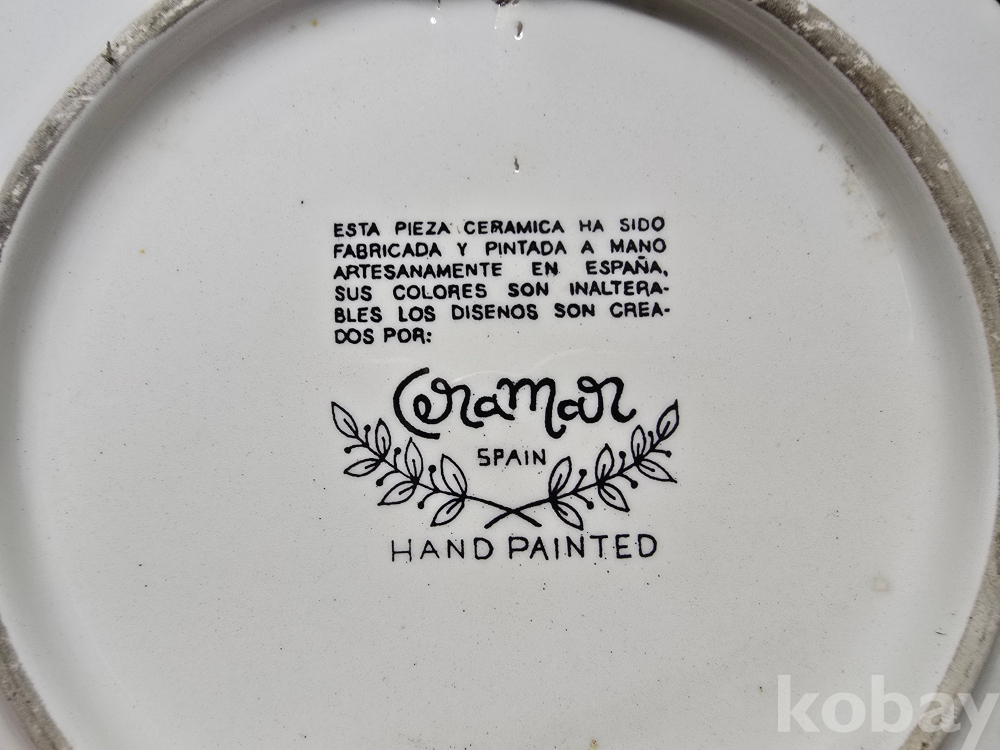 ESTA PIEZA CERAMICA HA SIDO
FABRICADA Y PINTADA A MANO
ARTESANAMENTE EN ESPAÑA,
SUS COLORES SON INALTERA-
BLES LOS DISENOS SON CREA-
DOS POR:
Ceramar
SPAIN
HAND PAINTED
kobay